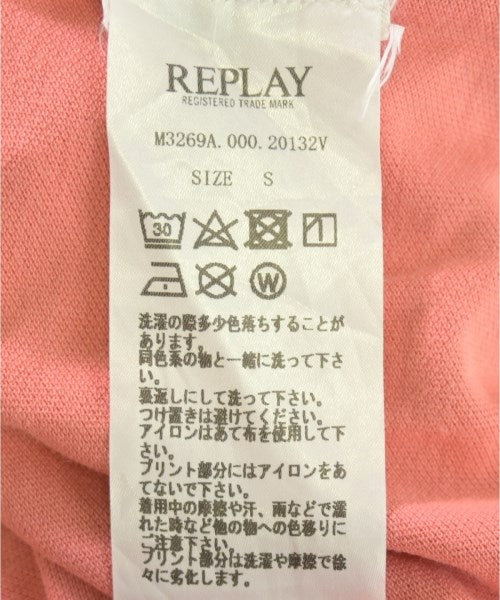 REPLAY
REGISTERED TRADE MARK
M3269A.000.20132V
SIZE S
30
W
洗濯の際多少色落ちすることが
あります。
同色系の物と一緒に洗って下さ
い。
裏返しにして洗って下さい。
つけ置きは避けてください。
アイロンはあて布を使用して下
さい。
プリント部分にはアイロンをあ
てないで下さい。
着用中の摩擦や汗、雨などで濡
れた時など他の物への色移りに
ご注意下さい。
プリント部分は洗濯や摩擦で徐
々に劣化します。